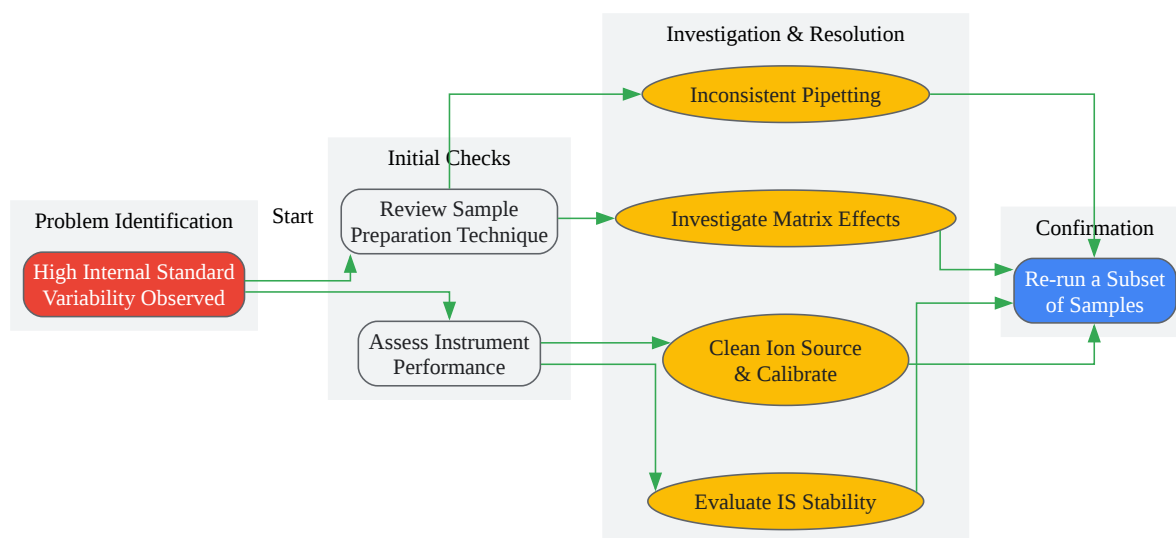 Problem Identification
High Internal Standard
Variability Observed
Start
Initial Checks
Review Sample
Preparation Technique
Assess Instrument
Performance
Investigation & Resolution
Inconsistent Pipetting
Investigate Matrix Effects
Clean Ion Source
& Calibrate
Evaluate IS Stability
Confirmation
Re-run a Subset
of Samples